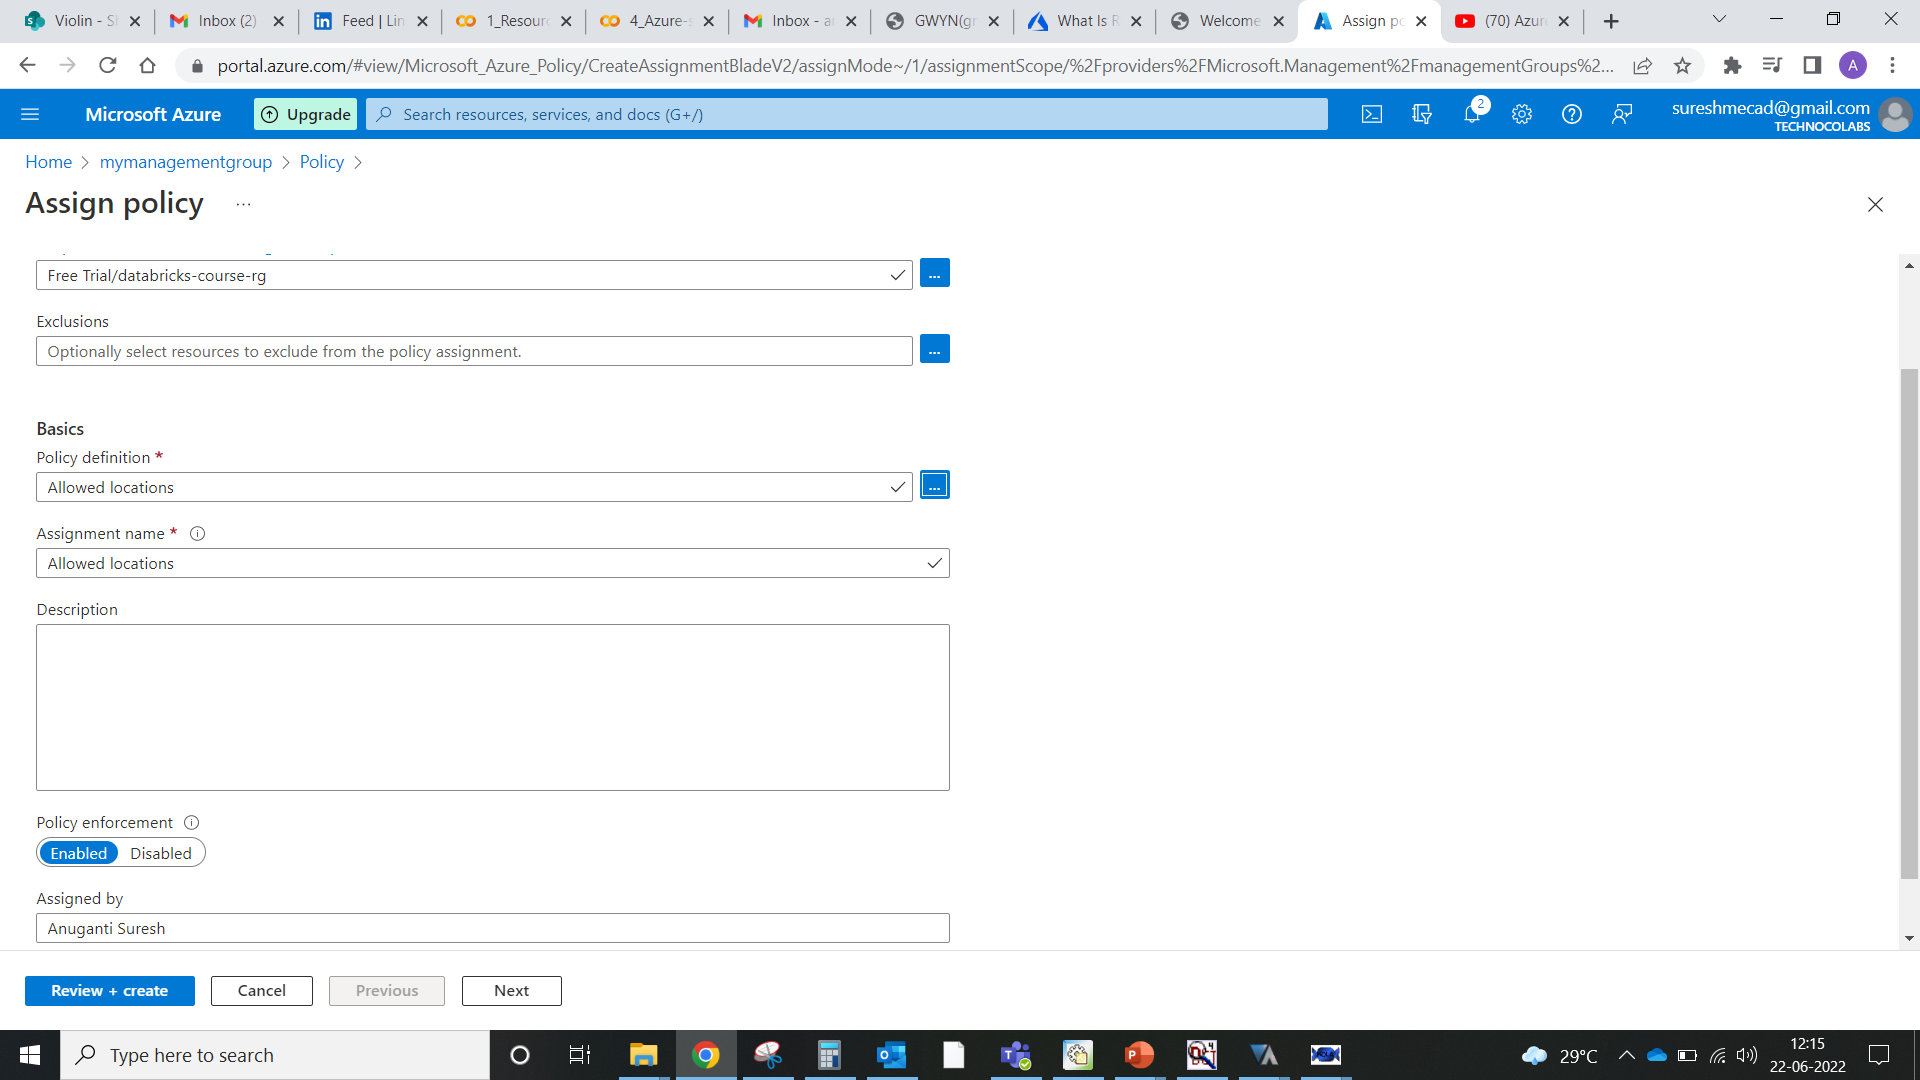 Violin - S
Inbox (2)
Feed | Lin
1_Resour
4_Azure-
Inbox - a
GWYN(g
What Is R
Welcome
Assign po
(70) Azur
portal.azure.com/#view/Microsoft_Azure_Policy/CreateAssignmentBladeV2/assignMode~/1/assignmentScope/%2Fproviders%2FMicrosoft.Management%2FmanagementGroups%2...
A
Microsoft Azure
Upgrade
Search resources, services, and docs (G+/)
2
sureshmecad@gmail.com
TECHNOCOLABS
Home > mymanagementgroup > Policy >
Assign policy ...
Free Trial/databricks-course-rg
...
Exclusions
Optionally select resources to exclude from the policy assignment.
...
Basics
Policy definition *
Allowed locations
...
Assignment name *
Allowed locations
Description
Policy enforcement
Enabled Disabled
Assigned by
Anuganti Suresh
Review + create
Cancel
Previous
Next
Type here to search
29°C
12:15
22-06-2022